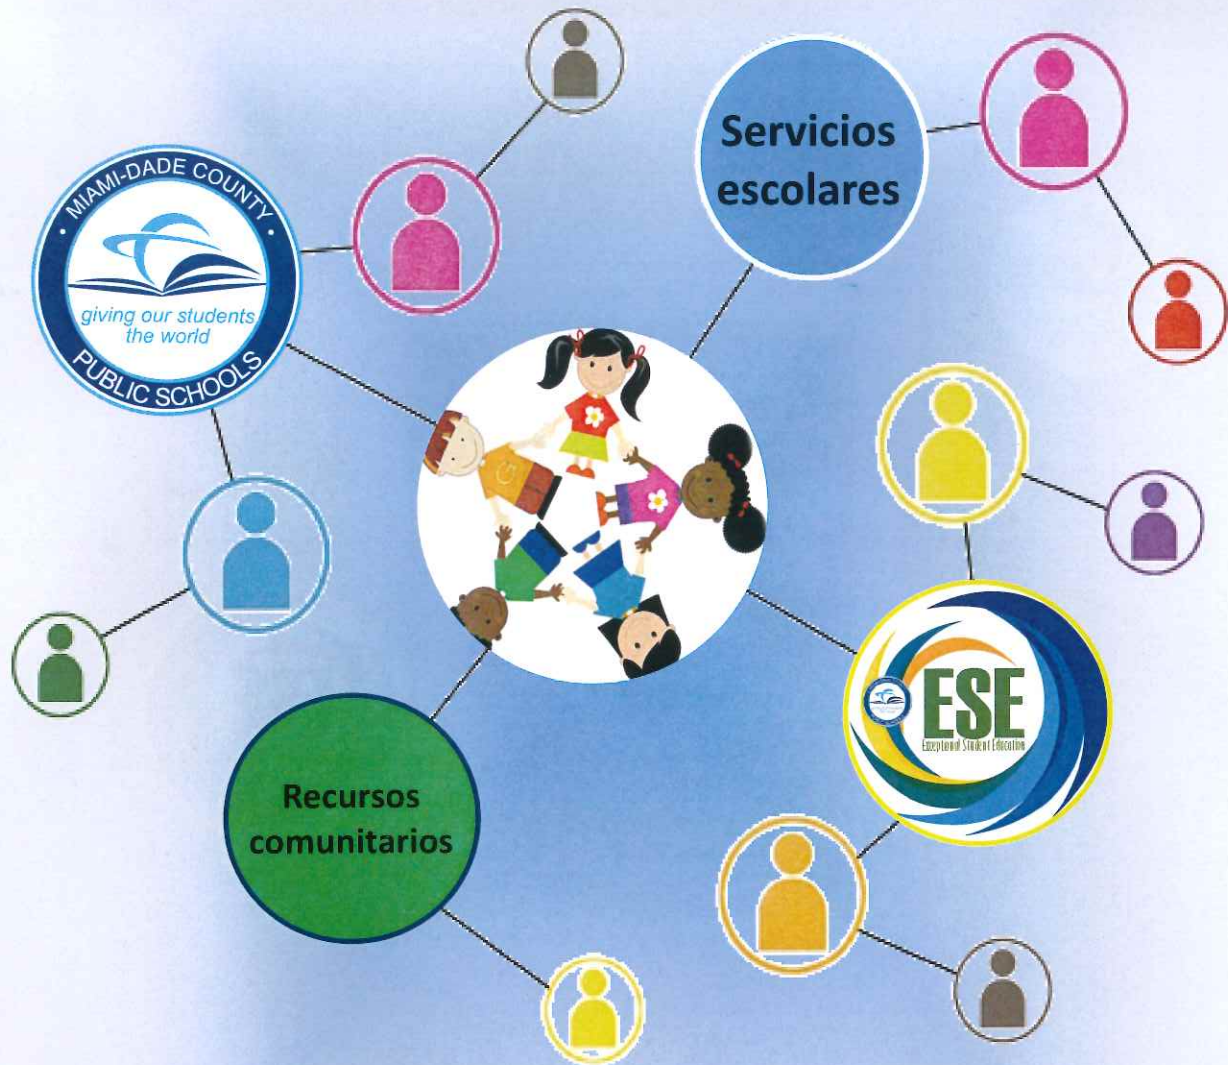 Servicios
escolares
MIAMI-DADE COUNTY
giving our students
the world
PUBLIC SCHOOLS
G
ESE
Exceptional Student Education
Recursos
comunitarios